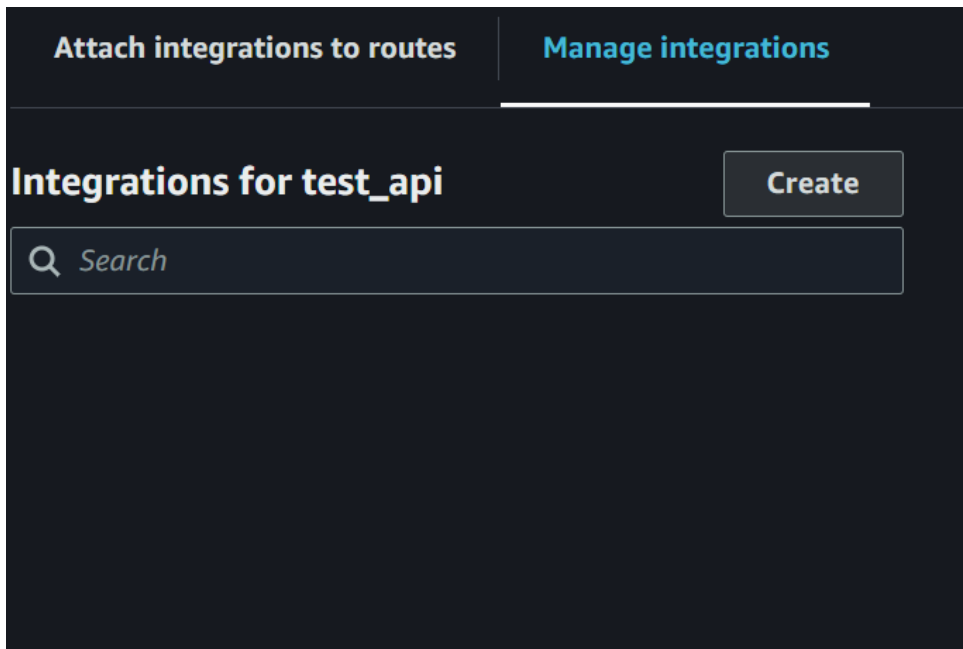 Attach integrations to routes
Manage integrations
Integrations for test_api
Create
Search